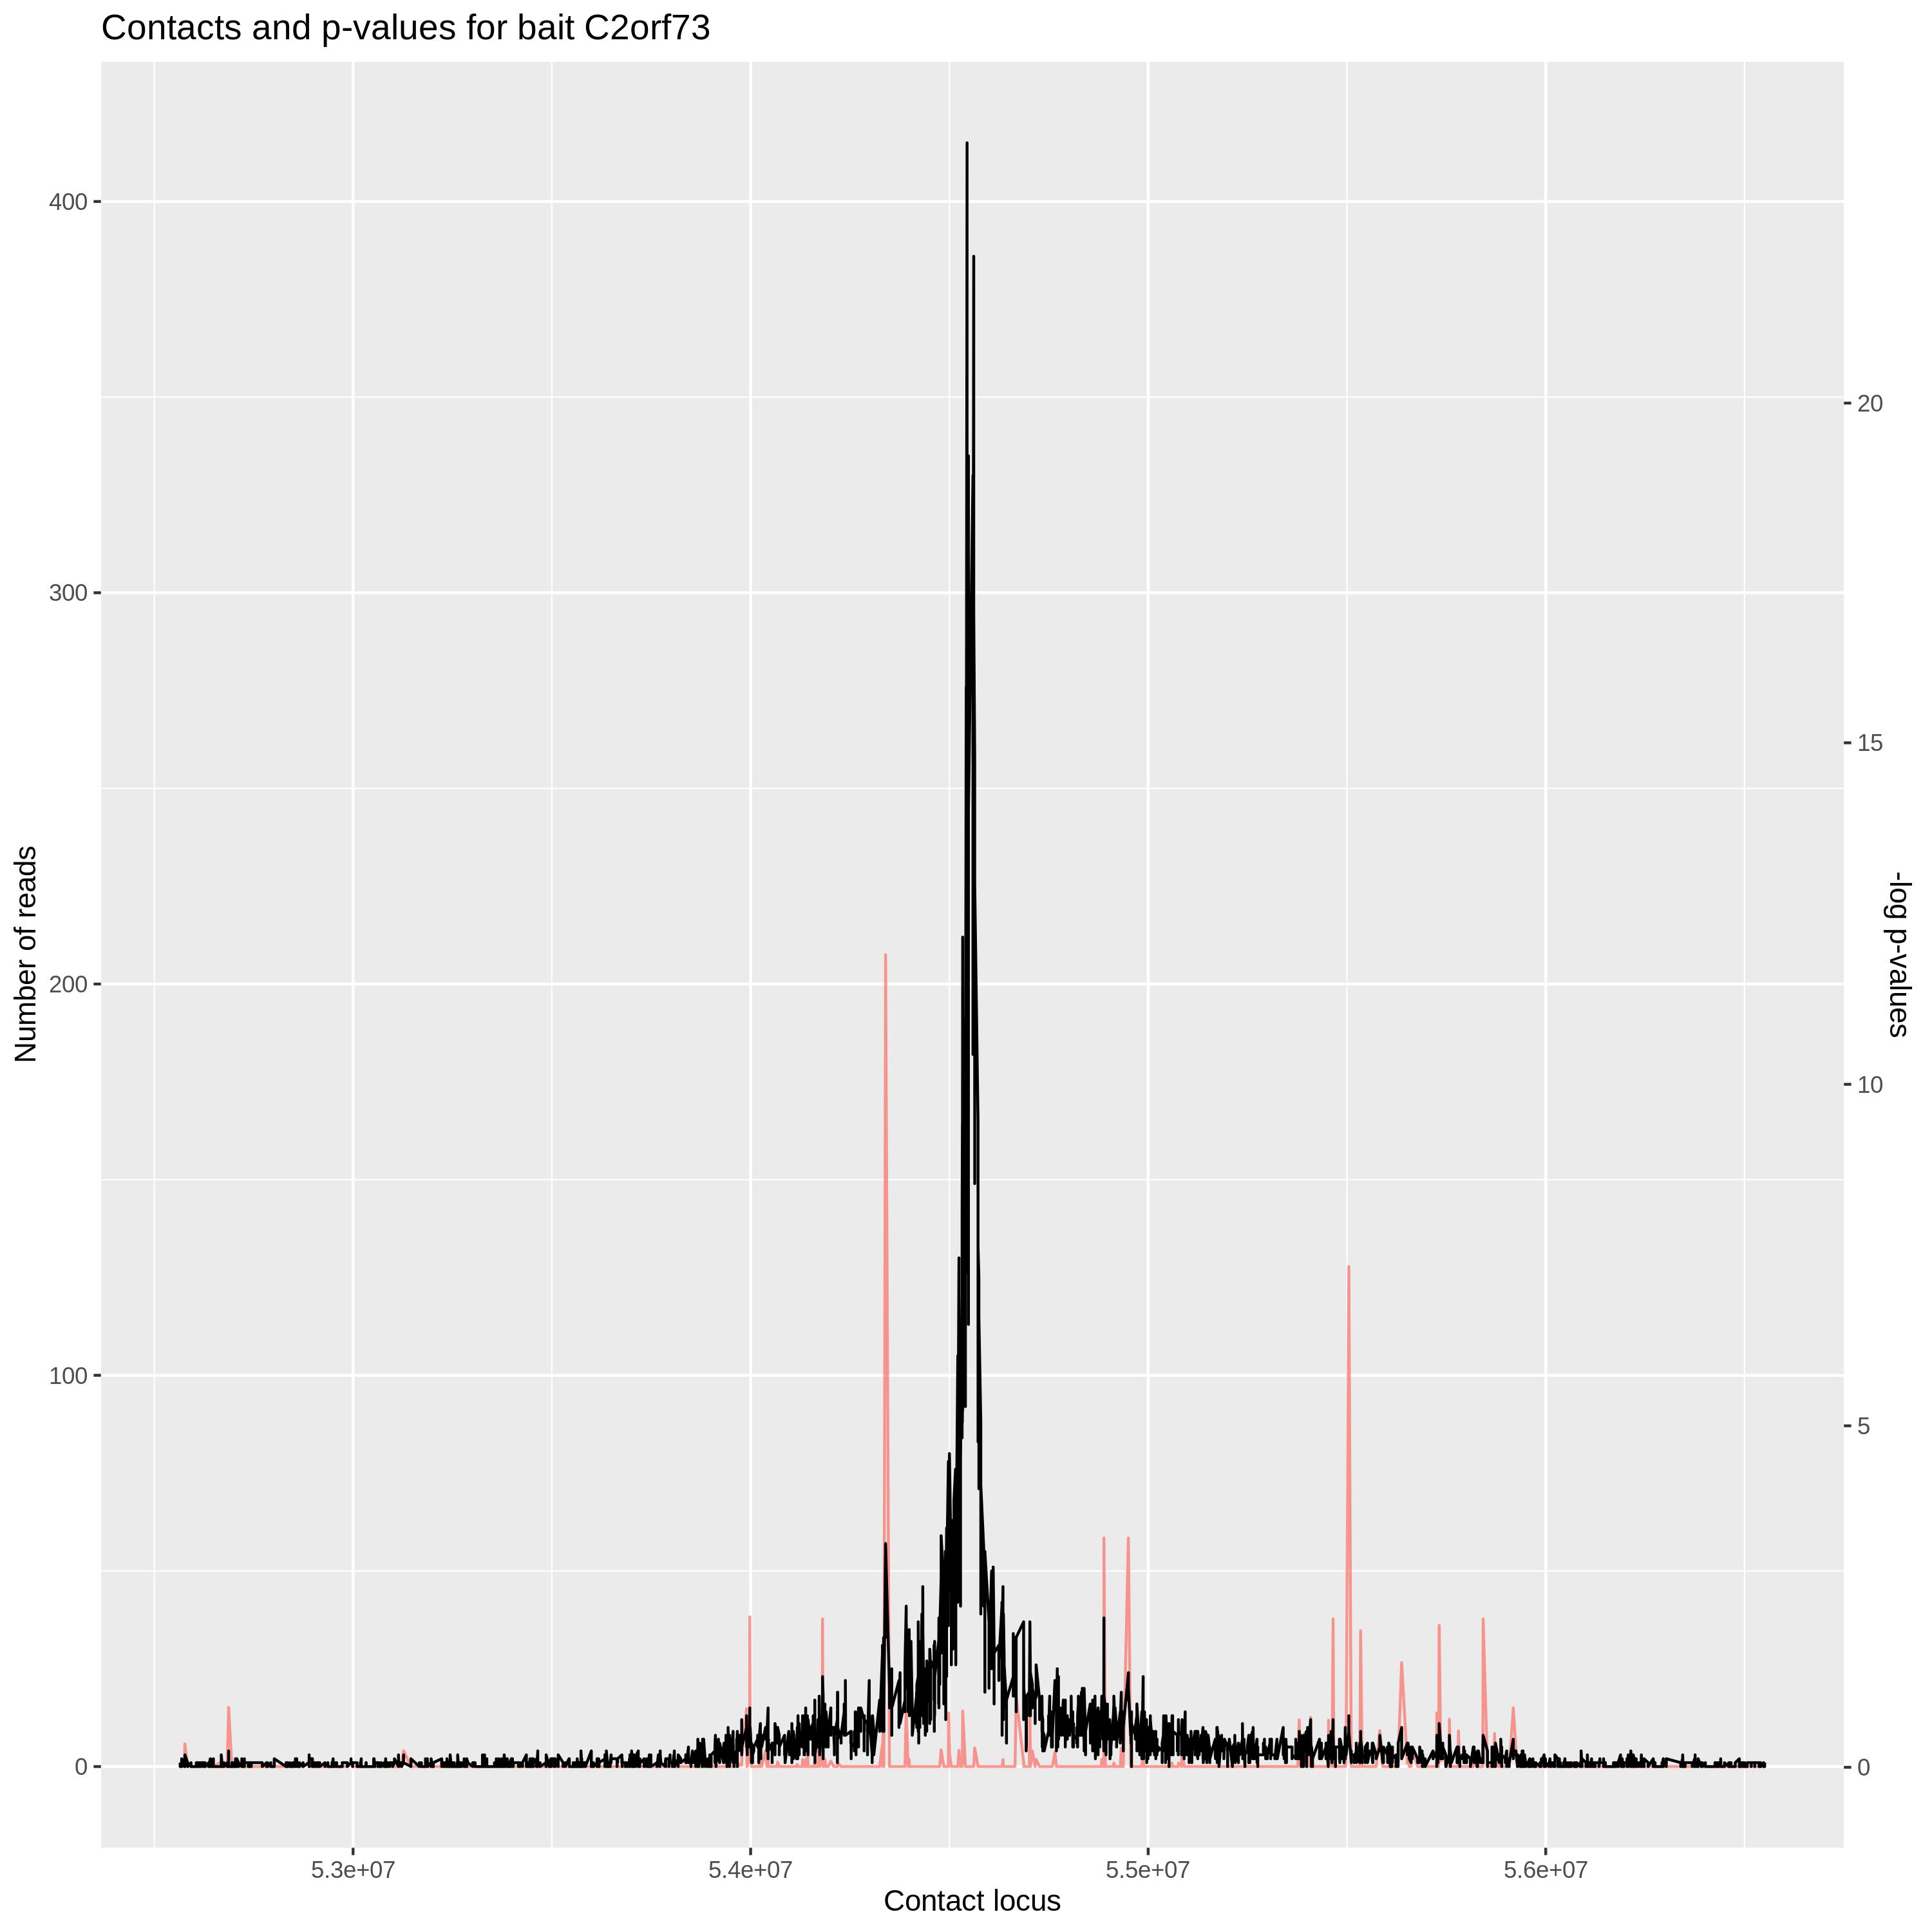 Contacts and p-values for bait C2orf73
400
300
200
100
0
Number of reads
20
15
10
5
0
-log p-values
5.3e+07
5.4e+07
5.5e+07
5.6e+07
Contact locus